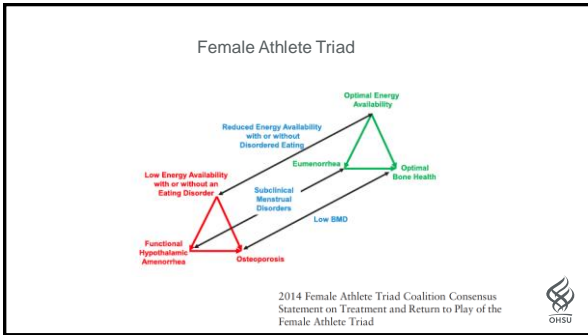 Female Athlete Triad
Optimal Energy
Availability
Reduced Energy Availability
with or without
Disordered Eating
Eumenorrhea
Optimal
Bone Health
Low Energy Availability
with or without an
Eating Disorder
Subclinical
Menstrual
Disorders
Low BMD
Functional
Hypothalamic
Amenorrhea
Osteoporosis
2014 Female Athlete Triad Coalition Consensus
Statement on Treatment and Return to Play of the
Female Athlete Triad
OHSU